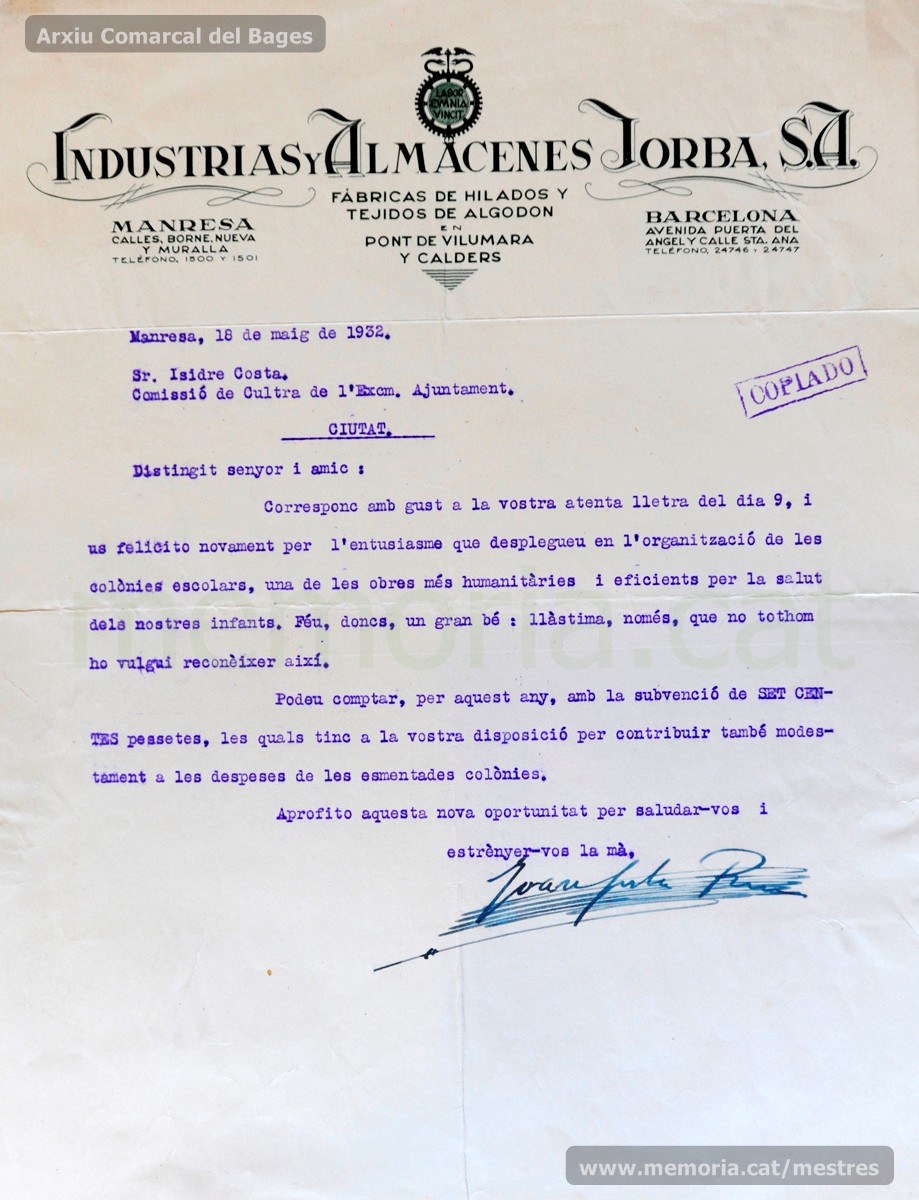 Arxiu Comarcal del Bages
LABOR
OMNIA
VINCIT
INDUSTRIAS Y ALMACENES JORBA, S.A.
FÁBRICAS DE HILADOS Y
TEJIDOS DE ALGODON
EN
PONT DE VILUMARA
Y CALDERS
MANRESA
CALLES, BORNE, NUEVA
Y MURALLA
TELÉFONO, 1500 Y 1501
BARCELONA
AVENIDA PUERTA DEL
ANGEL Y CALLE STA. ANA
TELÉFONO, 24746 Y 24747
Manresa, 18 de maig de 1932.
Sr. Isidre Costa.
Comissió de Cultra de l'Excm. Ajuntament.
COPIADO
CIUTAT.
Distingit senyor i amic :
Corresponc amb gust a la vostra atenta lletra del dia 9, i
us felicito novament per l'entusiasme que desplegueu en l'organització de les
colònies escolars, una de les obres més humanitàries i eficients per la salut
dels nostres infants. Féu, doncs, un gran bé : llàstima, només, que no tothom
ho vulgui reconèixer així.
Podeu comptar, per aquest any, amb la subvenció de SET CEN-
TES pessetes, les quals tinc a la vostra disposició per contribuir també modes-
tament a les despeses de les esmentades colònies.
Aprofito aquesta nova oportunitat per saludar-vos i
estrènyer-vos la mà,
Joan
memoria.cat
www.memoria.cat/mestres